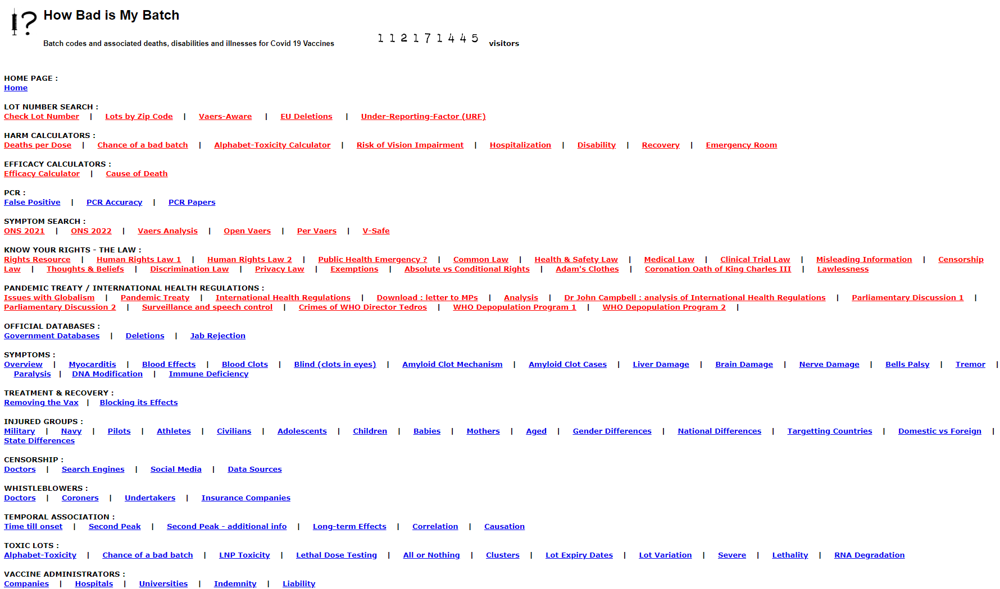 How Bad is My Batch
Batch codes and associated deaths, disabilities and illnesses for Covid 19 Vaccines 1 1 2 1 7 1 4 4 5 visitors
HOME PAGE :
Home
LOT NUMBER SEARCH :
Check Lot Number | Lots by Zip Code | Vaers-Aware | EU Deletions | Under-Reporting-Factor (URF)
HARM CALCULATORS :
Deaths per Dose | Chance of a bad batch | Alphabet-Toxicity Calculator | Risk of Vision Impairment | Hospitalization | Disability | Recovery | Emergency Room
EFFICACY CALCULATORS :
Efficacy Calculator | Cause of Death
PCR :
False Positive | PCR Accuracy | PCR Papers
SYMPTOM SEARCH :
ONS 2021 | ONS 2022 | Vaers Analysis | Open Vaers | Per Vaers | V-Safe
KNOW YOUR RIGHTS - THE LAW :
Rights Resource | Human Rights Law 1 | Human Rights Law 2 | Public Health Emergency ? | Common Law | Health & Safety Law | Medical Law | Clinical Trial Law | Misleading Information | Censorship
Law | Thoughts & Beliefs | Discrimination Law | Privacy Law | Exemptions | Absolute vs Conditional Rights | Adam's Clothes | Coronation Oath of King Charles III | Lawlessness
PANDEMIC TREATY / INTERNATIONAL HEALTH REGULATIONS :
Issues with Globalism | Pandemic Treaty | International Health Regulations | Download : letter to MPs | Analysis | Dr John Campbell : analysis of International Health Regulations | Parliamentary Discussion 1 |
Parliamentary Discussion 2 | Surveillance and speech control | Crimes of WHO Director Tedros | WHO Depopulation Program 1 | WHO Depopulation Program 2 |
OFFICIAL DATABASES :
Government Databases | Deletions | Jab Rejection
SYMPTOMS :
Overview | Myocarditis | Blood Effects | Blood Clots | Blind (clots in eyes) | Amyloid Clot Mechanism | Amyloid Clot Cases | Liver Damage | Brain Damage | Nerve Damage | Bells Palsy | Tremor |
Paralysis | DNA Modification | Immune Deficiency
TREATMENT & RECOVERY :
Removing the Vax | Blocking its Effects
INJURED GROUPS :
Military | Navy | Pilots | Athletes | Civilians | Adolescents | Children | Babies | Mothers | Aged | Gender Differences | National Differences | Targetting Countries | Domestic vs Foreign |
State Differences
CENSORSHIP :
Doctors | Search Engines | Social Media | Data Sources
WHISTLEBLOWERS :
Doctors | Coroners | Undertakers | Insurance Companies
TEMPORAL ASSOCIATION :
Time till onset | Second Peak | Second Peak - additional info | Long-term Effects | Correlation | Causation
TOXIC LOTS :
Alphabet-Toxicity | Chance of a bad batch | LNP Toxicity | Lethal Dose Testing | All or Nothing | Clusters | Lot Expiry Dates | Lot Variation | Severe | Lethality | RNA Degradation
VACCINE ADMINISTRATORS :
Companies | Hospitals | Universities | Indemnity | Liability